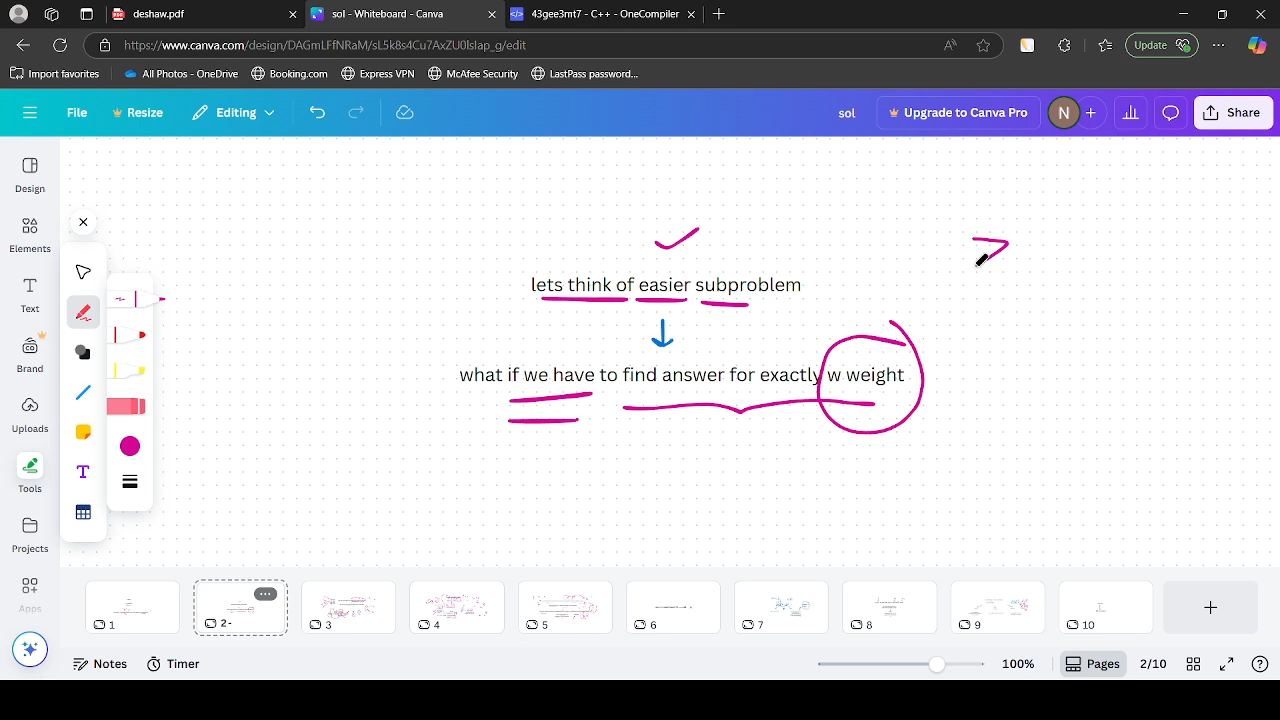 deshaw.pdf
sol - Whiteboard - Canva
43gee3mt7 - C++ - OneCompiler
https://www.canva.com/design/DAGmLFfNRaM/sL5k8s4Cu7AxZU0lslap_g/edit
Update
Import favorites
All Photos - OneDrive
Booking.com
Express VPN
McAfee Security
LastPass password...
File
Resize
Editing
sol
Upgrade to Canva Pro
N
Share
Design
Elements
Text
Brand
Uploads
Tools
Projects
Apps
T
lets think of easier subproblem
what if we have to find answer for exactly w weight
1
2 -
3
4
5
6
7
8
9
10
Notes
Timer
100%
Pages
2/10